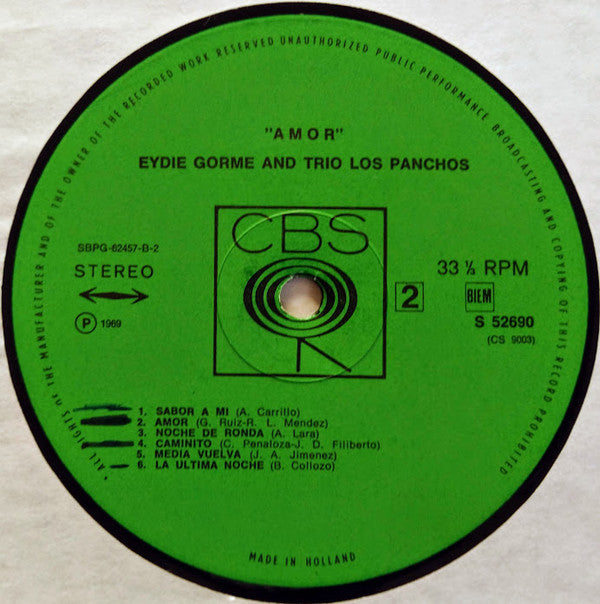 * ALL RIGHTS OF THE MANUFACTURER AND OF THE OWNER OF THE RECORDED WORK RESERVED UNAUTHORIZED PUBLIC PERFORMANCE BROADCASTING AND COPYING OF THIS RECORD PROHIBITED
"AMOR"
EYDIE GORME AND TRIO LOS PANCHOS
CBS
SBPG-62457-B-2
STEREO
33 ⅓ RPM
2
BIEM
Ⓟ 1969
S 52690
(CS 9003)
1. SABOR A MI (A. Carrillo)
2. AMOR (G. Ruiz-R. L. Mendez)
3. NOCHE DE RONDA (A. Lara)
4. CAMINITO (C. Penaloza-J. D. Filiberto)
5. MEDIA VUELVA (J. A. Jimenez)
6. LA ULTIMA NOCHE (B. Collozo)
MADE IN HOLLAND